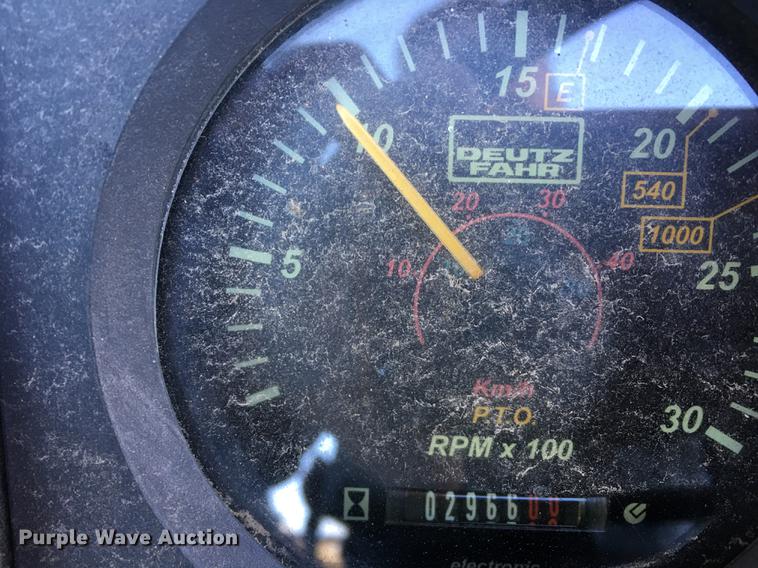 15
E
10
20
DEUTZ
FAHR
540
20
30
1000
5
10
40
25
Km/h
P.T.O.
30
RPM x 100
02966
Purple Wave Auction
electronic